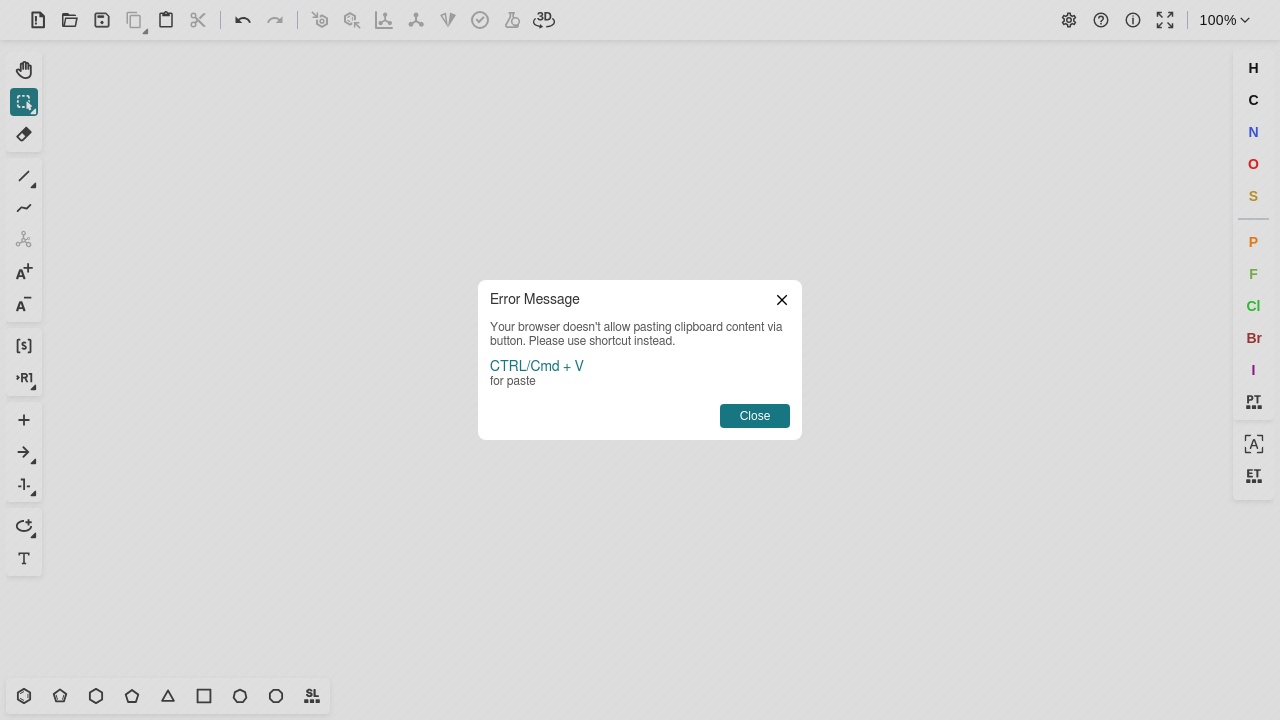 3D
100%
H
C
N
O
S
P
F
Cl
Br
I
PT
A
ET
A+
A–
[s]
R1
T
Error Message
Your browser doesn't allow pasting clipboard content via
button. Please use shortcut instead.
CTRL/Cmd + V
for paste
Close
SL